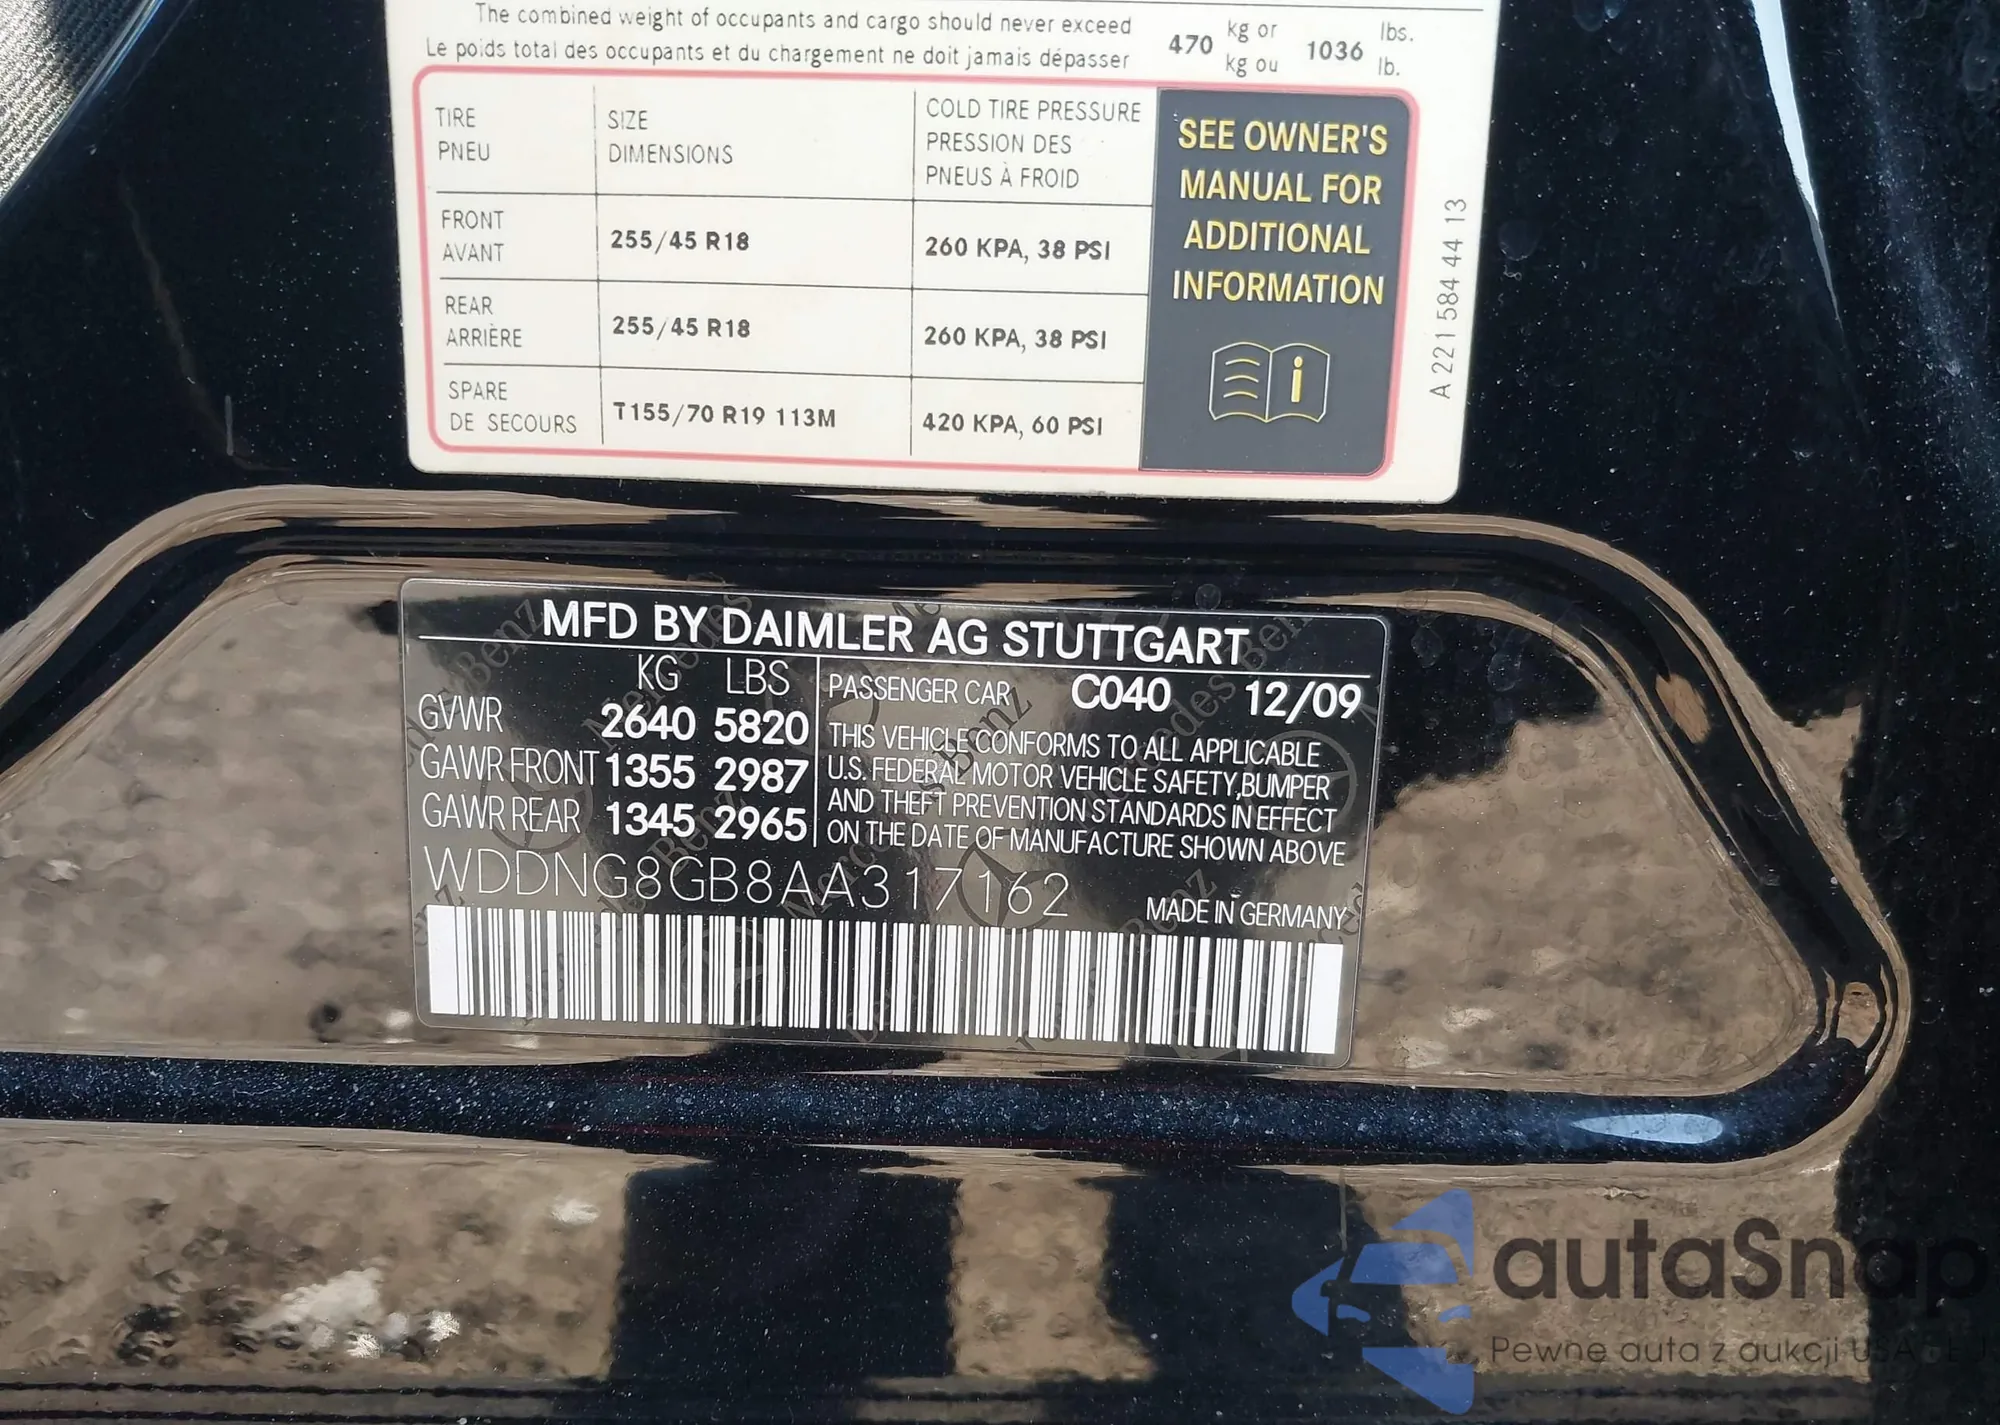 The combined weight of occupants and cargo should never exceed 470 kg or 1036 lbs.
Le poids total des occupants et du chargement ne doit jamais dépasser kg ou lb.
TIRE SIZE COLD TIRE PRESSURE
PNEU DIMENSIONS PRESSION DES
PNEUS À FROID
FRONT
AVANT 255/45 R18 260 KPA, 38 PSI
REAR
ARRIÈRE 255/45 R18 260 KPA, 38 PSI
SPARE
DE SECOURS T155/70 R19 113M 420 KPA, 60 PSI
SEE OWNER'S
MANUAL FOR
ADDITIONAL
INFORMATION
A 221 584 44 13
MFD BY DAIMLER AG STUTTGART
KG LBS
GVWR 2640 5820
GAWR FRONT 1355 2987
GAWR REAR 1345 2965
PASSENGER CAR C040 12/09
THIS VEHICLE CONFORMS TO ALL APPLICABLE
U.S. FEDERAL MOTOR VEHICLE SAFETY,BUMPER
AND THEFT PREVENTION STANDARDS IN EFFECT
ON THE DATE OF MANUFACTURE SHOWN ABOVE
WDDNG8GB8AA317162
MADE IN GERMANY
autaSnap
Pewne auta z aukcji USA